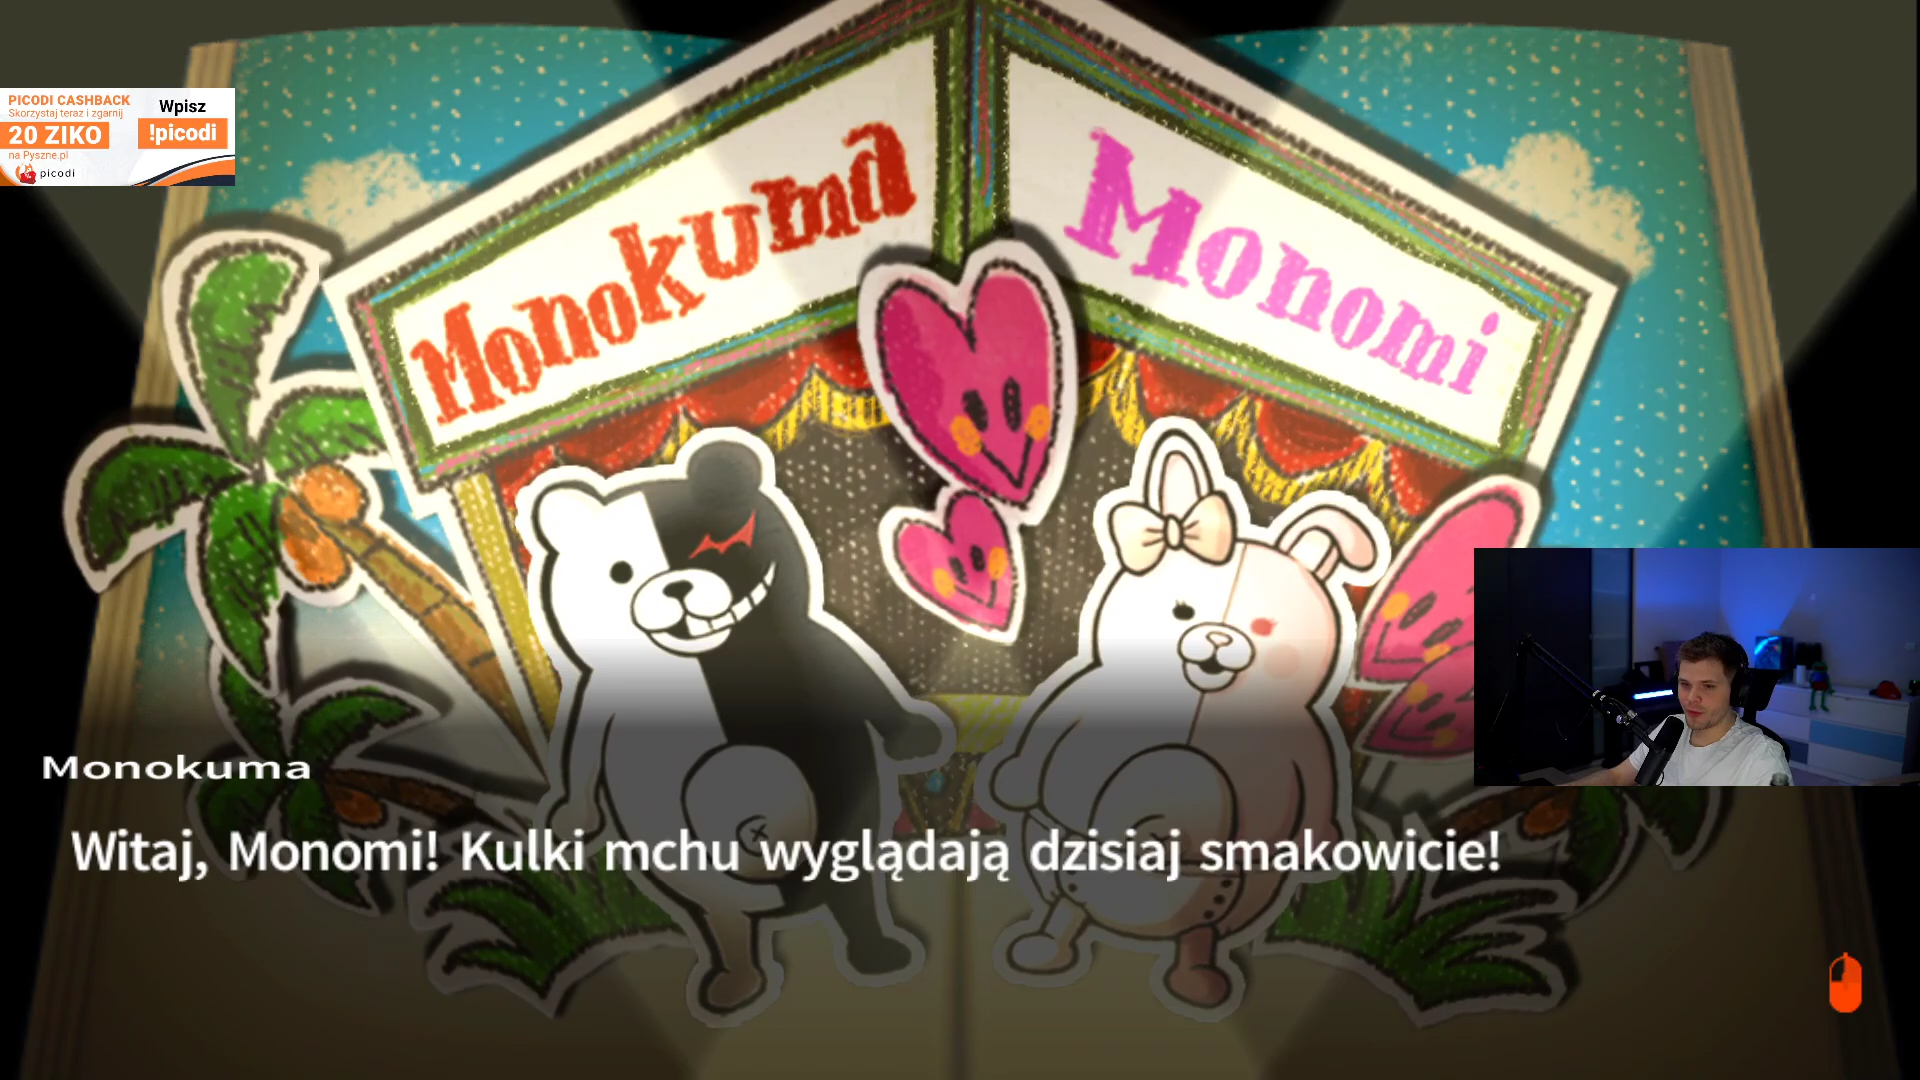 PICODI CASHBACK
Skorzystaj teraz i zgarnij
20 ZIKO
na Pyszne.pl
picodi
Wpisz
!picodi
Monokuma
Monomi
Monokuma
Witaj, Monomi! Kulki mchu wyglądają dzisiaj smakowicie!